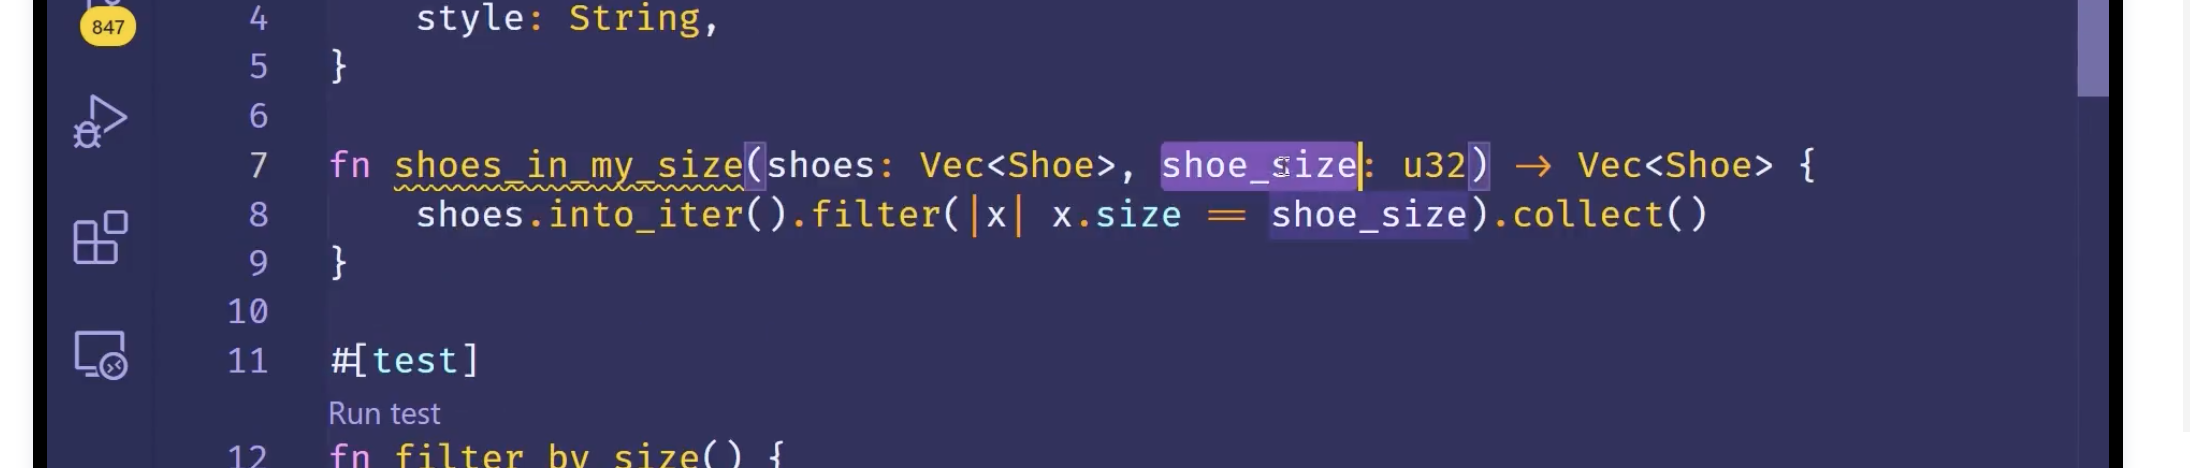 847
4 style: String,
5 }
6
7 fn shoes_in_my_size(shoes: Vec<Shoe>, shoe_size: u32) -> Vec<Shoe> {
8 shoes.into_iter().filter(|x| x.size == shoe_size).collect()
9 }
10
11 #[test]
Run test
12 fn filter_by_size() {